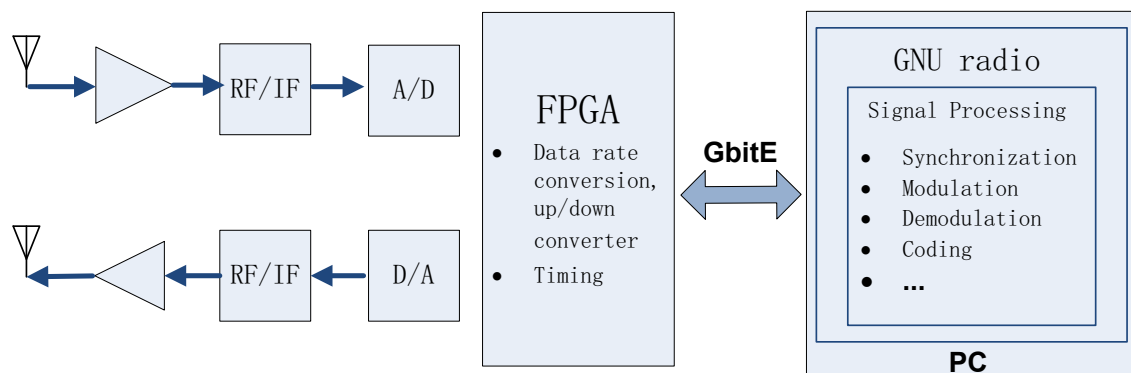 RF/IF
A/D
RF/IF
D/A
FPGA
• Data rate
conversion,
up/down
converter
• Timing
GbitE
GNU radio
Signal Processing
• Synchronization
• Modulation
• Demodulation
• Coding
• ...
PC